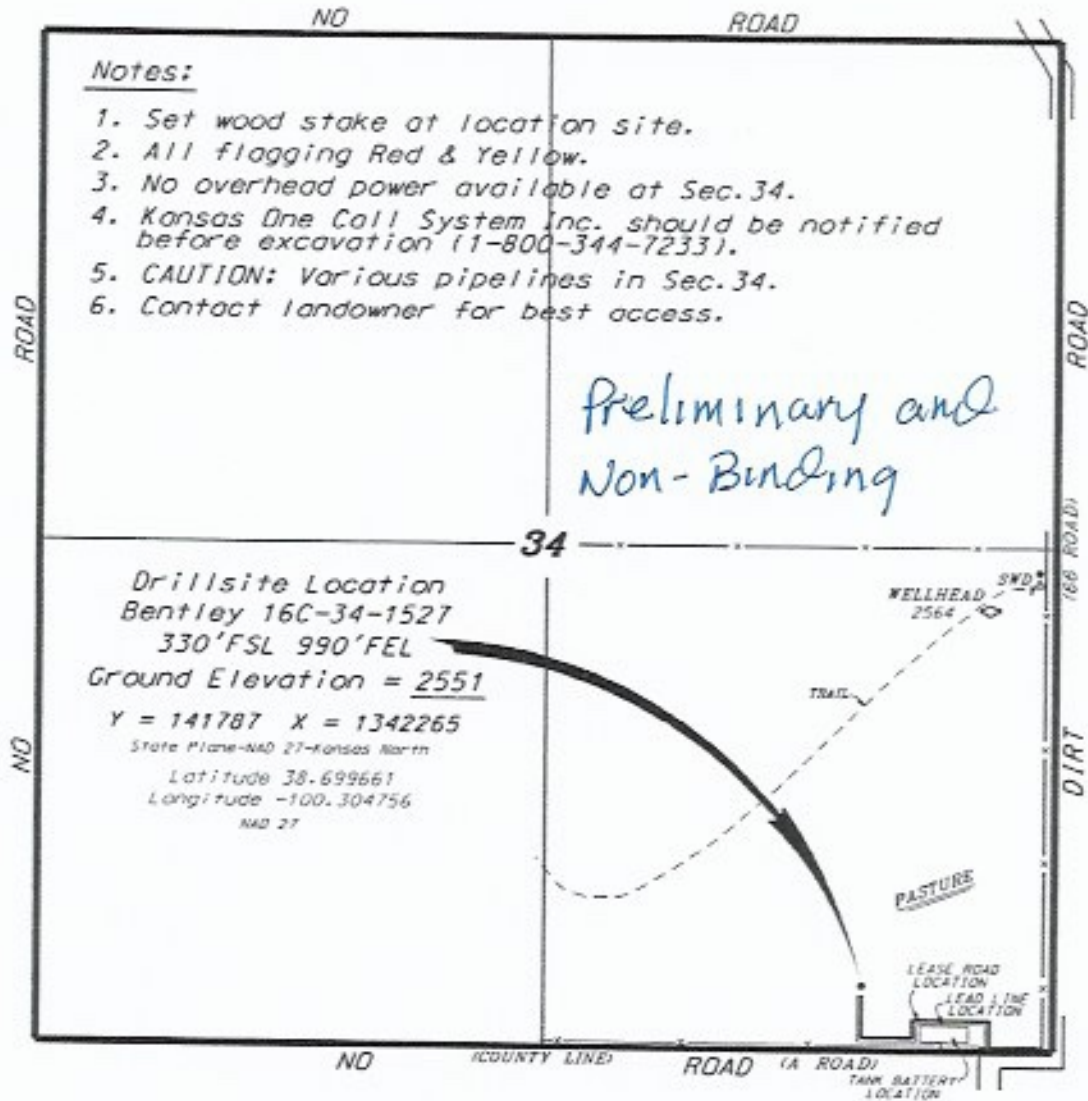 NO ROAD
Notes:
1. Set wood stake at location site.
2. All flagging Red & Yellow.
3. No overhead power available at Sec.34.
4. Kansas One Call System Inc. should be notified
before excavation (1-800-344-7233).
5. CAUTION: Various pipelines in Sec.34.
6. Contact landowner for best access.
ROAD
ROAD
Preliminary and
Non-Binding
34
(66 ROAD)
Drillsite Location
Bentley 16C-34-1527
330'FSL 990'FEL
Ground Elevation = 2551
Y = 141787 X = 1342265
State Plane-NAD 27-Kansas North
Latitude 38.699661
Longitude -100.304756
NAD 27
SWD
WELLHEAD
2564
TRAIL
NO
DIRT
PASTURE
LEASE ROAD
LOCATION
LEAD LINE
LOCATION
NO (COUNTY LINE) ROAD (A ROAD)
TANK BATTERY
LOCATION